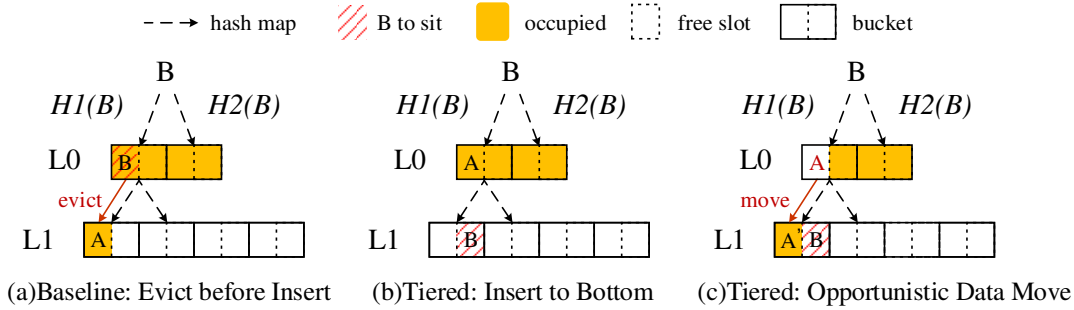 hash map B to sit occupied free slot bucket
B B B
H1(B) H2(B) H1(B) H2(B) H1(B) H2(B)
L0 B L0 A L0 A
evict move
L1 A L1 B L1 A B
(a)Baseline: Evict before Insert (b)Tiered: Insert to Bottom (c)Tiered: Opportunistic Data Move